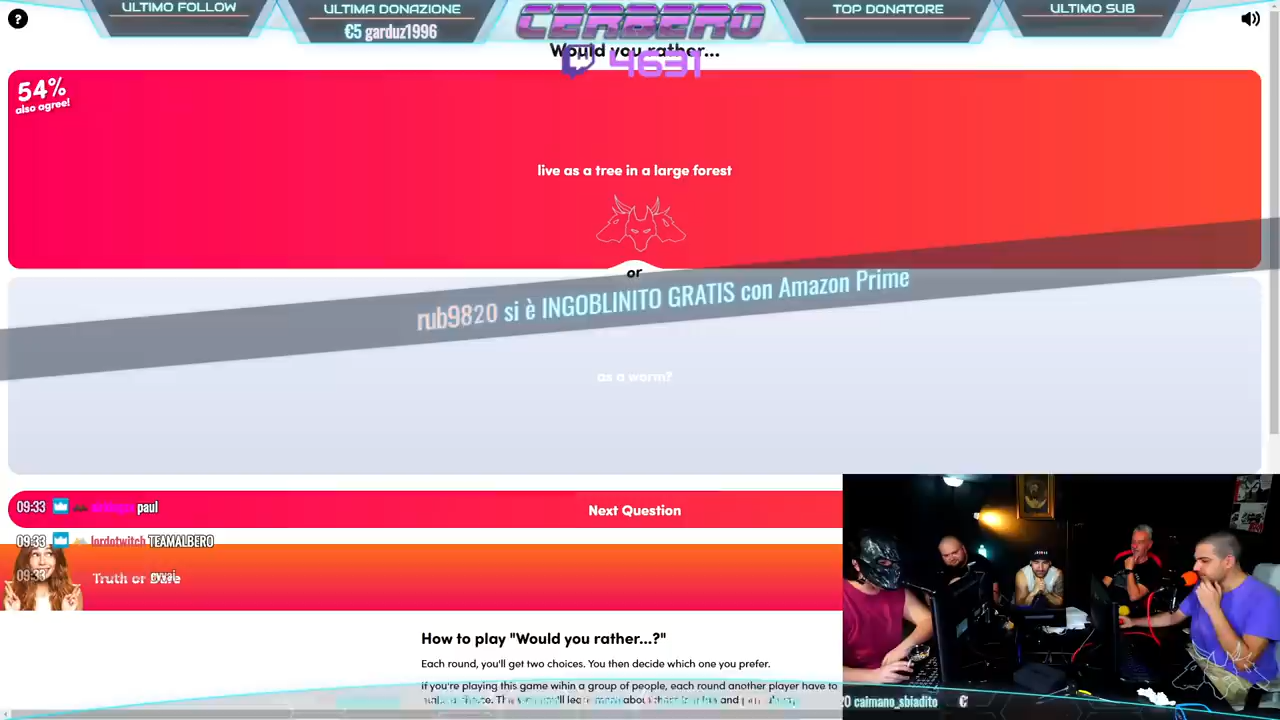 ULTIMO FOLLOW
ULTIMA DONAZIONE
€5 garduz1996
CERBERO
TOP DONATORE
ULTIMO SUB
?
Would you rather...
4631
54%
also agree!
live as a tree in a large forest
or
rub9820 si è INGOBLINITO GRATIS con Amazon Prime
as a worm?
09:33 paul
Next Question
09:33 lordotwitch TEAMALBERO
09:33
Truth or Dare
How to play "Would you rather...?"
Each round, you'll get two choices. You then decide which one you prefer.
If you're playing this game wihin a group of people, each round another player have to
caimano_sbiadito